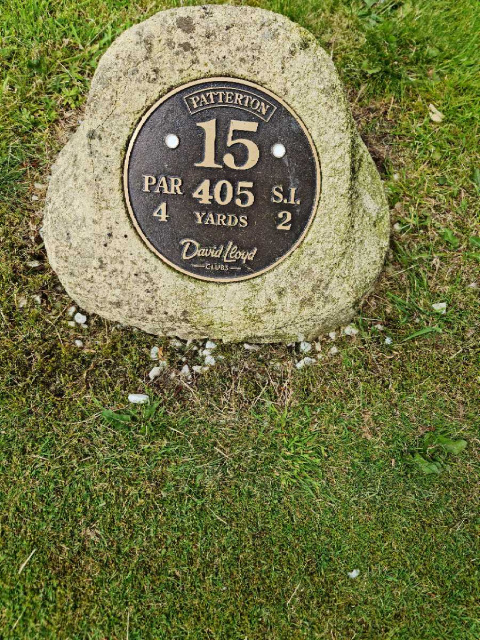 PATTERTON
15
PAR 405 S.I.
4 YARDS 2
David Lloyd
CLUBS